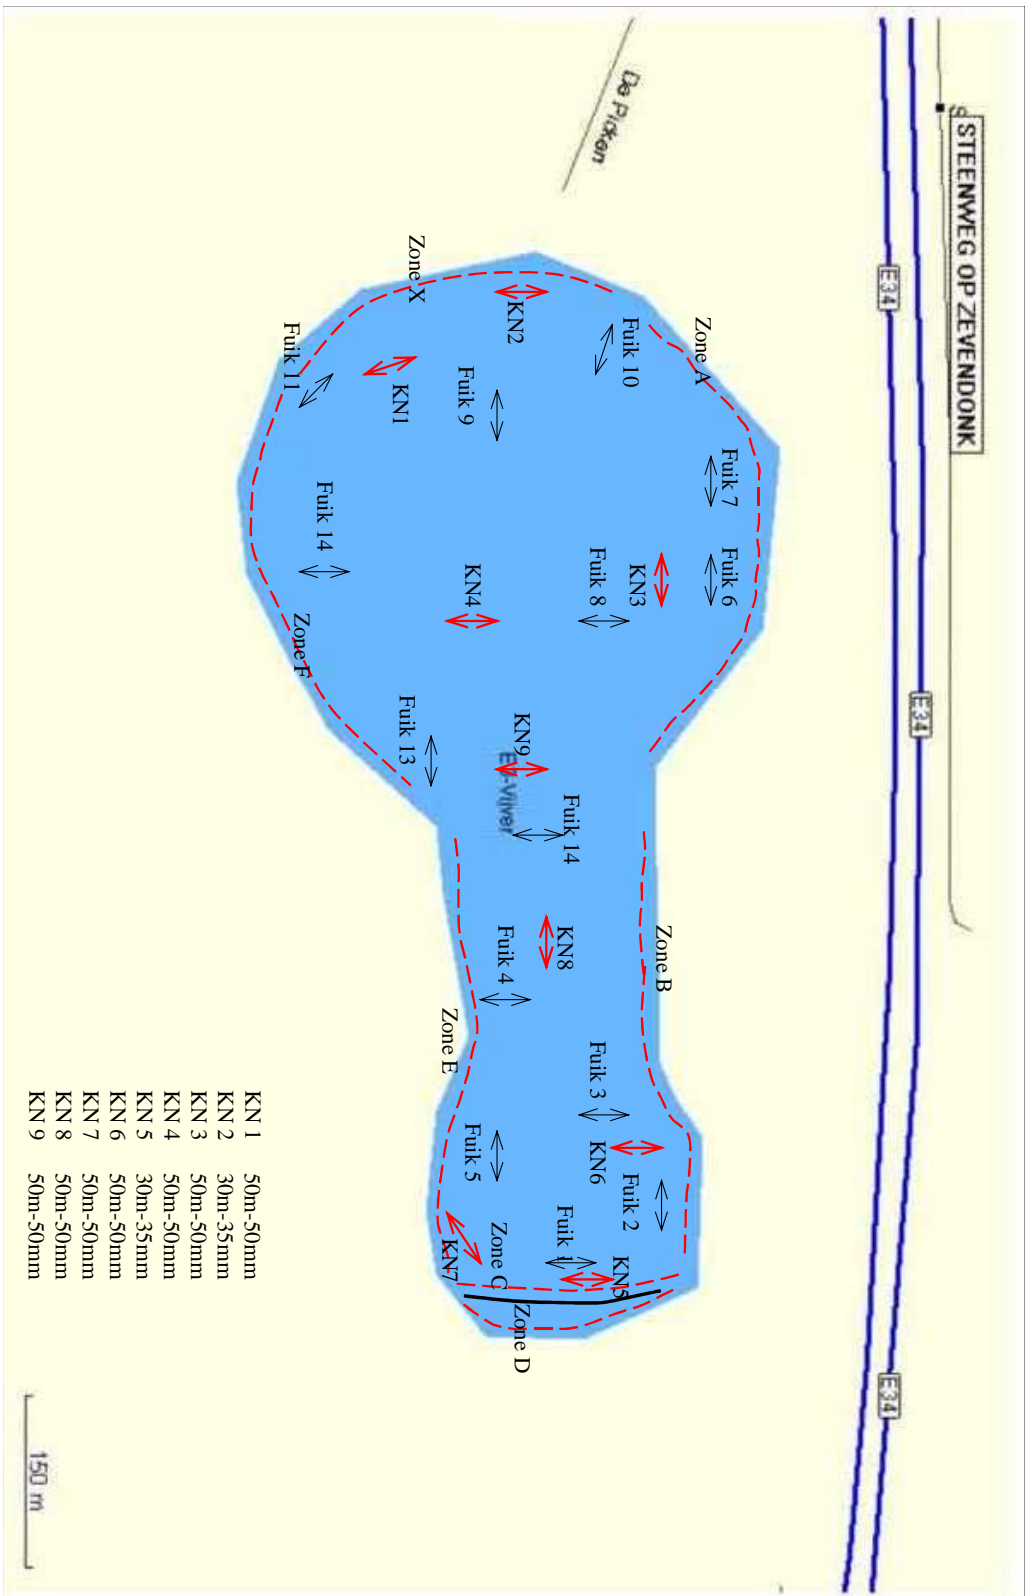 STEENWEG OP ZEVENDONK
S
E34
E34
E34
De Pijken
Zone X
Zone A
KN2
Fuik 10
Fuik 11
KN1
Fuik 9
Fuik 7
Fuik 14
KN4
Fuik 8
KN3
Fuik 6
Zone F
Fuik 13
KN9
E7-Vijver
Fuik 14
Fuik 4
KN8
Zone B
Zone E
Fuik 3
Fuik 5
KN6
Fuik 2
KN7
Zone C
Fuik 1
KN5
Zone D
KN 1 50m-50mm
KN 2 30m-35mm
KN 3 50m-50mm
KN 4 50m-50mm
KN 5 30m-35mm
KN 6 50m-50mm
KN 7 50m-50mm
KN 8 50m-50mm
KN 9 50m-50mm
150 m